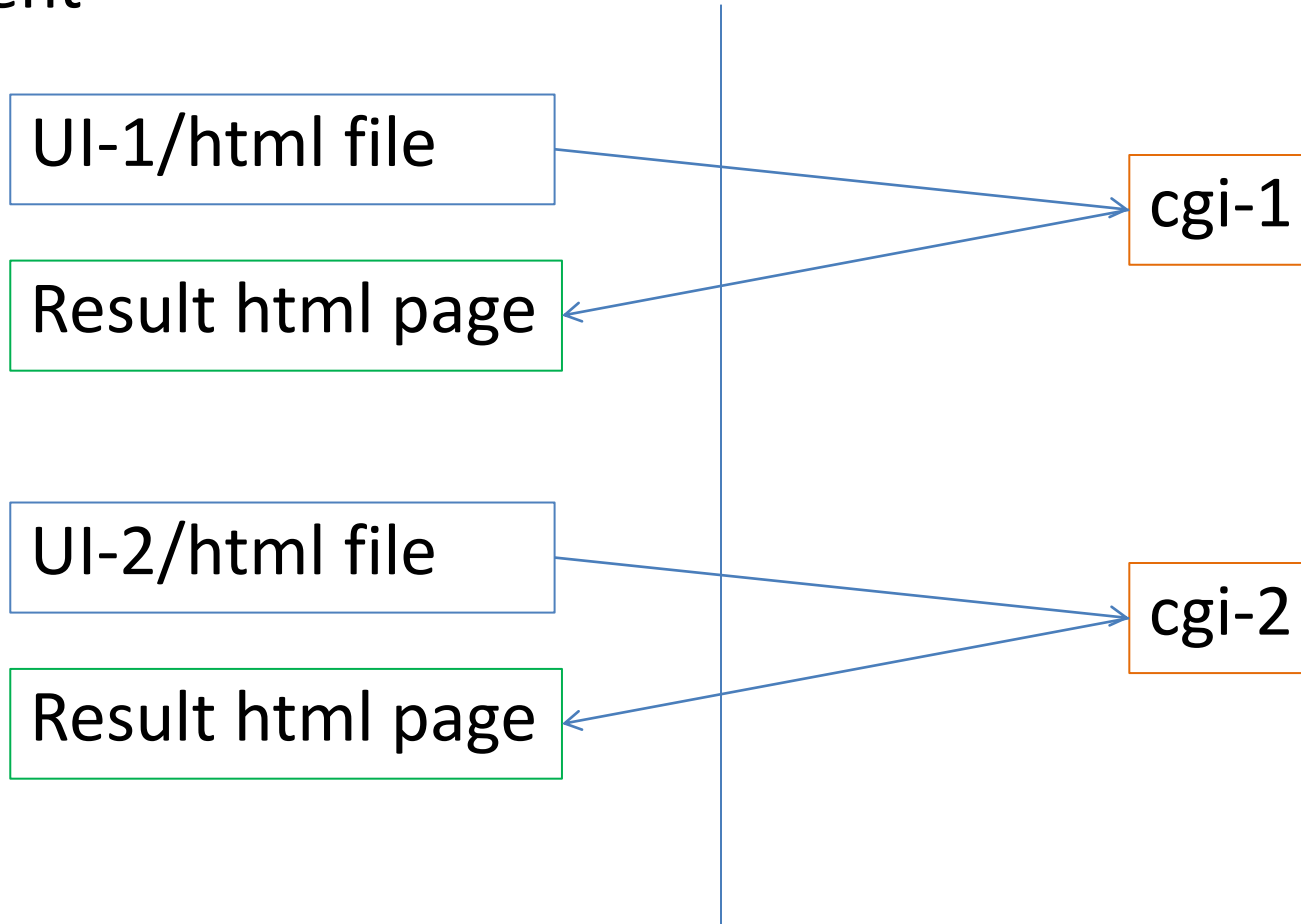 UI-1/html file
cgi-1
Result html page
UI-2/html file
cgi-2
Result html page